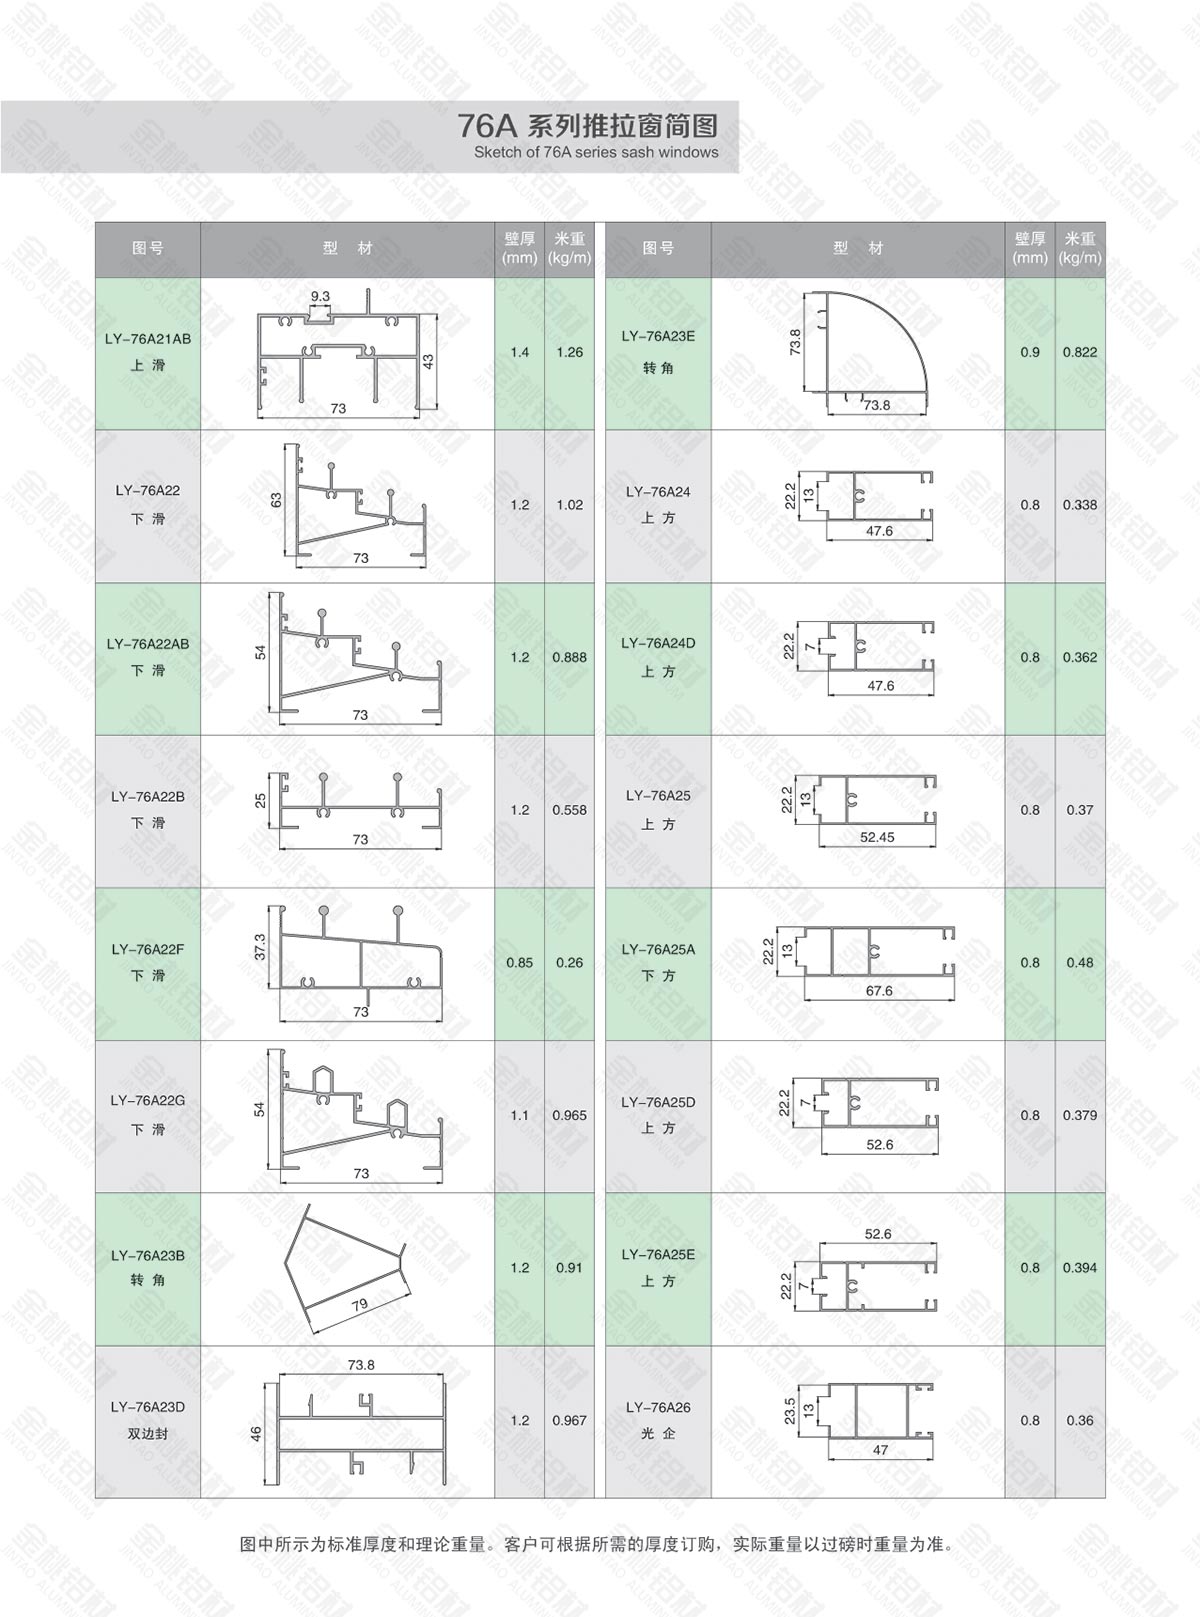 76A 系列推拉窗简图
Sketch of 76A series sash windows
图号 型 材 壁厚 (mm) 米重 (kg/m) 图号 型 材 壁厚 (mm) 米重 (kg/m)
LY-76A21AB
上 滑
9.3
43
73
1.4 1.26
LY-76A23E
转 角
73.8
73.8
0.9 0.822
LY-76A22
下 滑
63
73
1.2 1.02
LY-76A24
上 方
22.2
13
47.6
0.8 0.338
LY-76A22AB
下 滑
54
73
1.2 0.888
LY-76A24D
上 方
22.2
7
47.6
0.8 0.362
LY-76A22B
下 滑
25
73
1.2 0.558
LY-76A25
上 方
22.2
13
52.45
0.8 0.37
LY-76A22F
下 滑
37.3
73
0.85 0.26
LY-76A25A
下 方
22.2
13
67.6
0.8 0.48
LY-76A22G
下 滑
54
73
1.1 0.965
LY-76A25D
上 方
22.2
7
52.6
0.8 0.379
LY-76A23B
转 角
79
1.2 0.91
LY-76A25E
上 方
52.6
22.2
7
0.8 0.394
LY-76A23D
双边封
73.8
46
1.2 0.967
LY-76A26
光 企
23.5
13
47
0.8 0.36
图中所示为标准厚度和理论重量。客户可根据所需的厚度订购，实际重量以过磅时重量为准。
金桃铝材
JINTAO ALUMINIUM